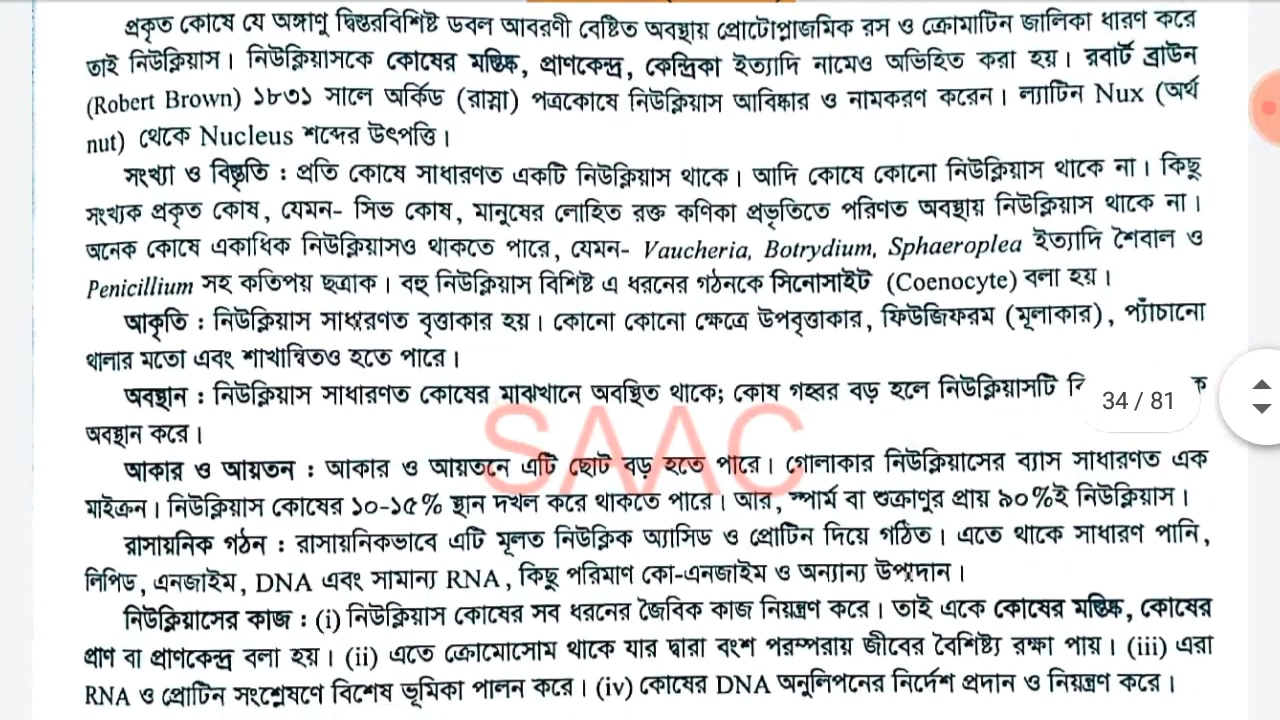 প্রকৃত কোষে যে অঙ্গাণু দ্বিস্তরবিশিষ্ট ডবল আবরণী বেষ্টিত অবস্থায় প্রোটোপ্লাজমিক রস ও ক্রোমাটিন জালিকা ধারণ করে
তাই নিউক্লিয়াস। নিউক্লিয়াসকে কোষের মস্তিষ্ক, প্রাণকেন্দ্র, কেন্দ্রিকা ইত্যাদি নামেও অভিহিত করা হয়। রবার্ট ব্রাউন
(Robert Brown) ১৮৩১ সালে অর্কিড (রাস্না) পত্রকোষে নিউক্লিয়াস আবিষ্কার ও নামকরণ করেন। ল্যাটিন Nux (অর্থ
nut) থেকে Nucleus শব্দের উৎপত্তি।
সংখ্যা ও বিস্তৃতি : প্রতি কোষে সাধারণত একটি নিউক্লিয়াস থাকে। আদি কোষে কোনো নিউক্লিয়াস থাকে না। কিছু
সংখ্যক প্রকৃত কোষ, যেমন- সিভ কোষ, মানুষের লোহিত রক্ত কণিকা প্রভৃতিতে পরিণত অবস্থায় নিউক্লিয়াস থাকে না।
অনেক কোষে একাধিক নিউক্লিয়াসও থাকতে পারে, যেমন- Vaucheria, Botrydium, Sphaeroplea ইত্যাদি শৈবাল ও
Penicillium সহ কতিপয় ছত্রাক। বহু নিউক্লিয়াস বিশিষ্ট এ ধরনের গঠনকে সিনোসাইট (Coenocyte) বলা হয়।
আকৃতি : নিউক্লিয়াস সাধারণত বৃত্তাকার হয়। কোনো কোনো ক্ষেত্রে উপবৃত্তাকার, ফিউজিফরম (মূলাকার), প্যাঁচানো
থালার মতো এবং শাখান্বিতও হতে পারে।
অবস্থান : নিউক্লিয়াস সাধারণত কোষের মাঝখানে অবস্থিত থাকে; কোষ গহ্বর বড় হলে নিউক্লিয়াসটি
34 / 81
অবস্থান করে।
SAAC
আকার ও আয়তন : আকার ও আয়তনে এটি ছোট বড় হতে পারে। গোলাকার নিউক্লিয়াসের ব্যাস সাধারণত এক
মাইক্রন। নিউক্লিয়াস কোষের ১০-১৫% স্থান দখল করে থাকতে পারে। আর, স্পার্ম বা শুক্রাণুর প্রায় ৯০%ই নিউক্লিয়াস।
রাসায়নিক গঠন : রাসায়নিকভাবে এটি মূলত নিউক্লিক অ্যাসিড ও প্রোটিন দিয়ে গঠিত। এতে থাকে সাধারণ পানি,
লিপিড, এনজাইম, DNA এবং সামান্য RNA, কিছু পরিমাণ কো-এনজাইম ও অন্যান্য উপাদান।
নিউক্লিয়াসের কাজ : (i) নিউক্লিয়াস কোষের সব ধরনের জৈবিক কাজ নিয়ন্ত্রণ করে। তাই একে কোষের মস্তিষ্ক, কোষের
প্রাণ বা প্রাণকেন্দ্র বলা হয়। (ii) এতে ক্রোমোসোম থাকে যার দ্বারা বংশ পরম্পরায় জীবের বৈশিষ্ট্য রক্ষা পায়। (iii) এরা
RNA ও প্রোটিন সংশ্লেষণে বিশেষ ভূমিকা পালন করে। (iv) কোষের DNA অনুলিপনের নির্দেশ প্রদান ও নিয়ন্ত্রণ করে।